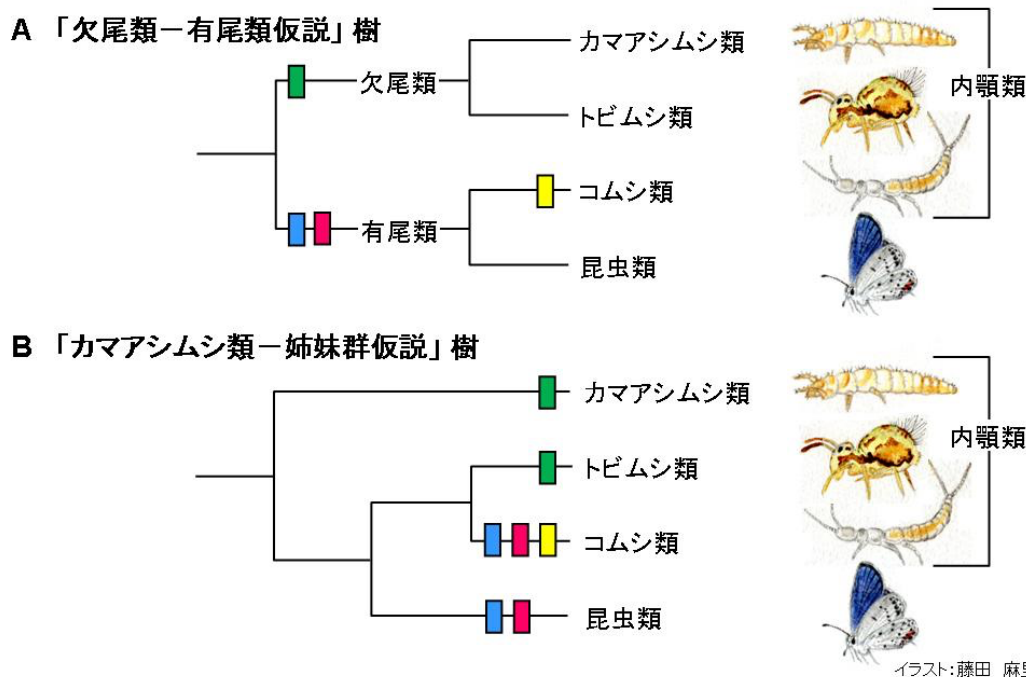 A 「欠尾類－有尾類仮説」樹
カマアシムシ類
欠尾類
トビムシ類
内顎類
コムシ類
有尾類
昆虫類
B 「カマアシムシ類－姉妹群仮説」樹
カマアシムシ類
内顎類
トビムシ類
コムシ類
昆虫類
イラスト：藤田 麻里